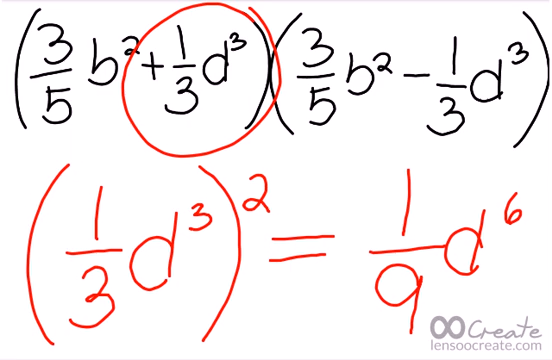 (3/5 b² + 1/3 d³)(3/5 b² − 1/3 d³)
(1/3 d³)² = 1/9 d⁶
Create
lensoocreate.com